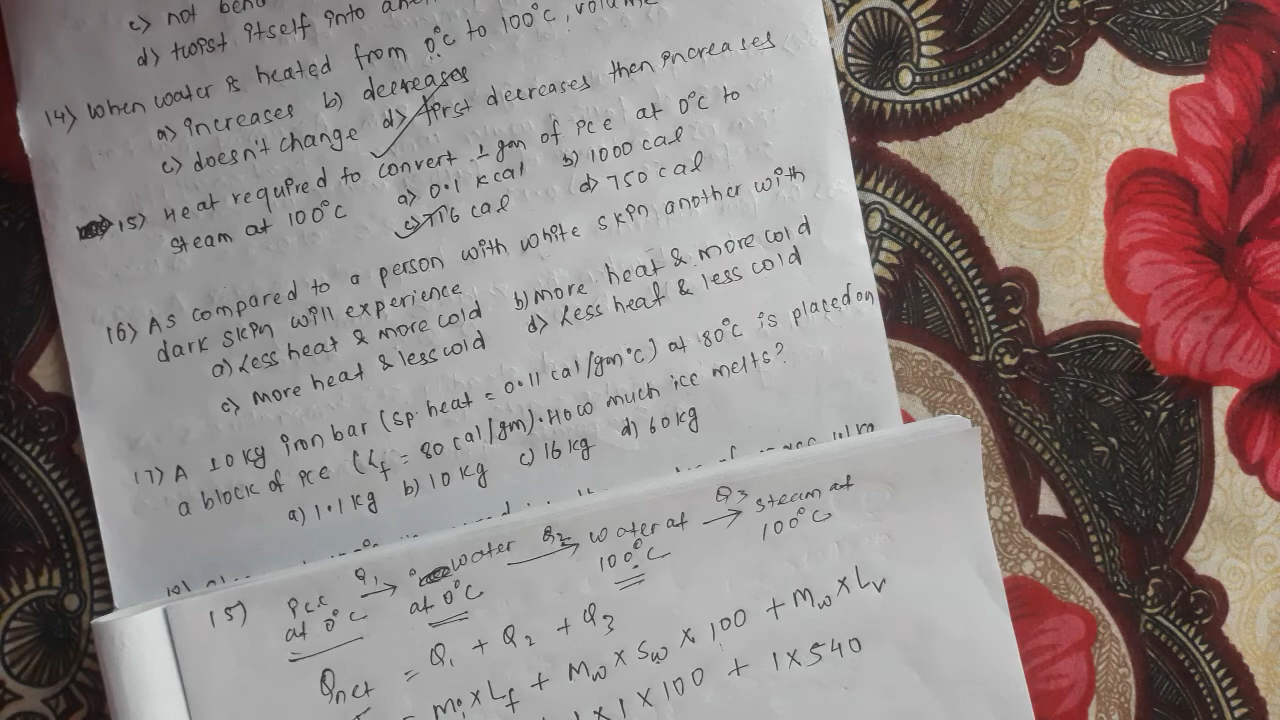 c) not bend
d) twist itself into
14) When water is heated from 0°C to 100°C, volume
a) increases b) decreases
c) doesn't change d) first decreases then increases
15) Heat required to convert 1 gm of ice at 0°C to
steam at 100°C a) 0.1 kcal b) 1000 cal
c) 716 cal d) 750 cal
16) As compared to a person with white skin another with
dark skin will experience
a) Less heat & more cold b) more heat & more cold
c) more heat & less cold d) Less heat & less cold
17) A 10 kg iron bar (sp. heat = 0.11 cal/gm°C) at 80°C is placed on
a block of ice (Lf = 80 cal/gm). How much ice melts?
a) 1.1 kg b) 10 kg c) 16 kg d) 60 kg
15) ice at 0°C Q1 → water at 0°C Q2 → water at 100°C Q3 → steam at 100°C
Qnet = Q1 + Q2 + Q3
= mi × Lf + Mw × Sw × 100 + Mw × Lv
1 × 100 + 1 × 540